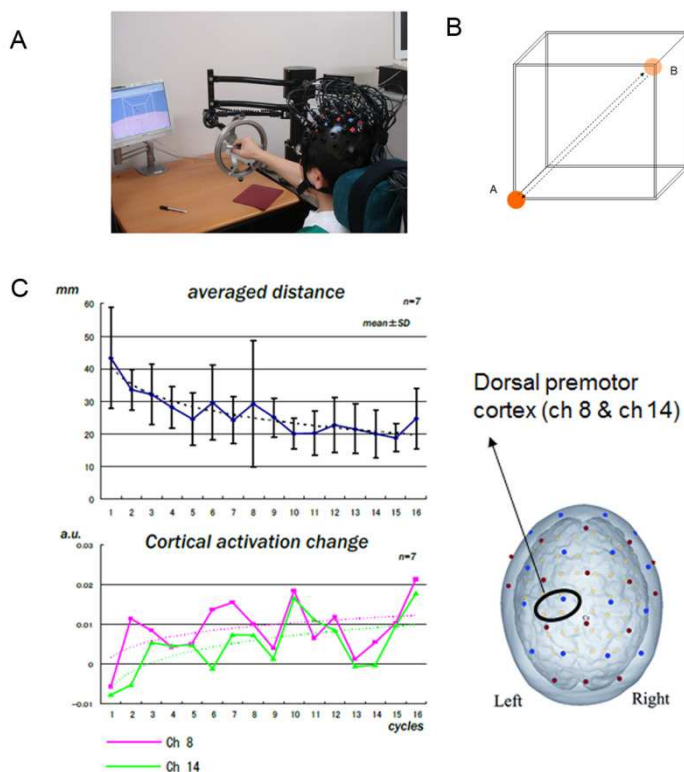 A
B
B
A
C
mm
averaged distance
n=7
mean±SD
60
50
40
30
20
10
0
1 2 3 4 5 6 7 8 9 10 11 12 13 14 15 16
a.u.
Cortical activation change
n=7
0.03
0.02
0.01
0
-0.01
1 2 3 4 5 6 7 8 9 10 11 12 13 14 15 16
cycles
Ch 8
Ch 14
Dorsal premotor
cortex (ch 8 & ch 14)
Cz
Left
Right